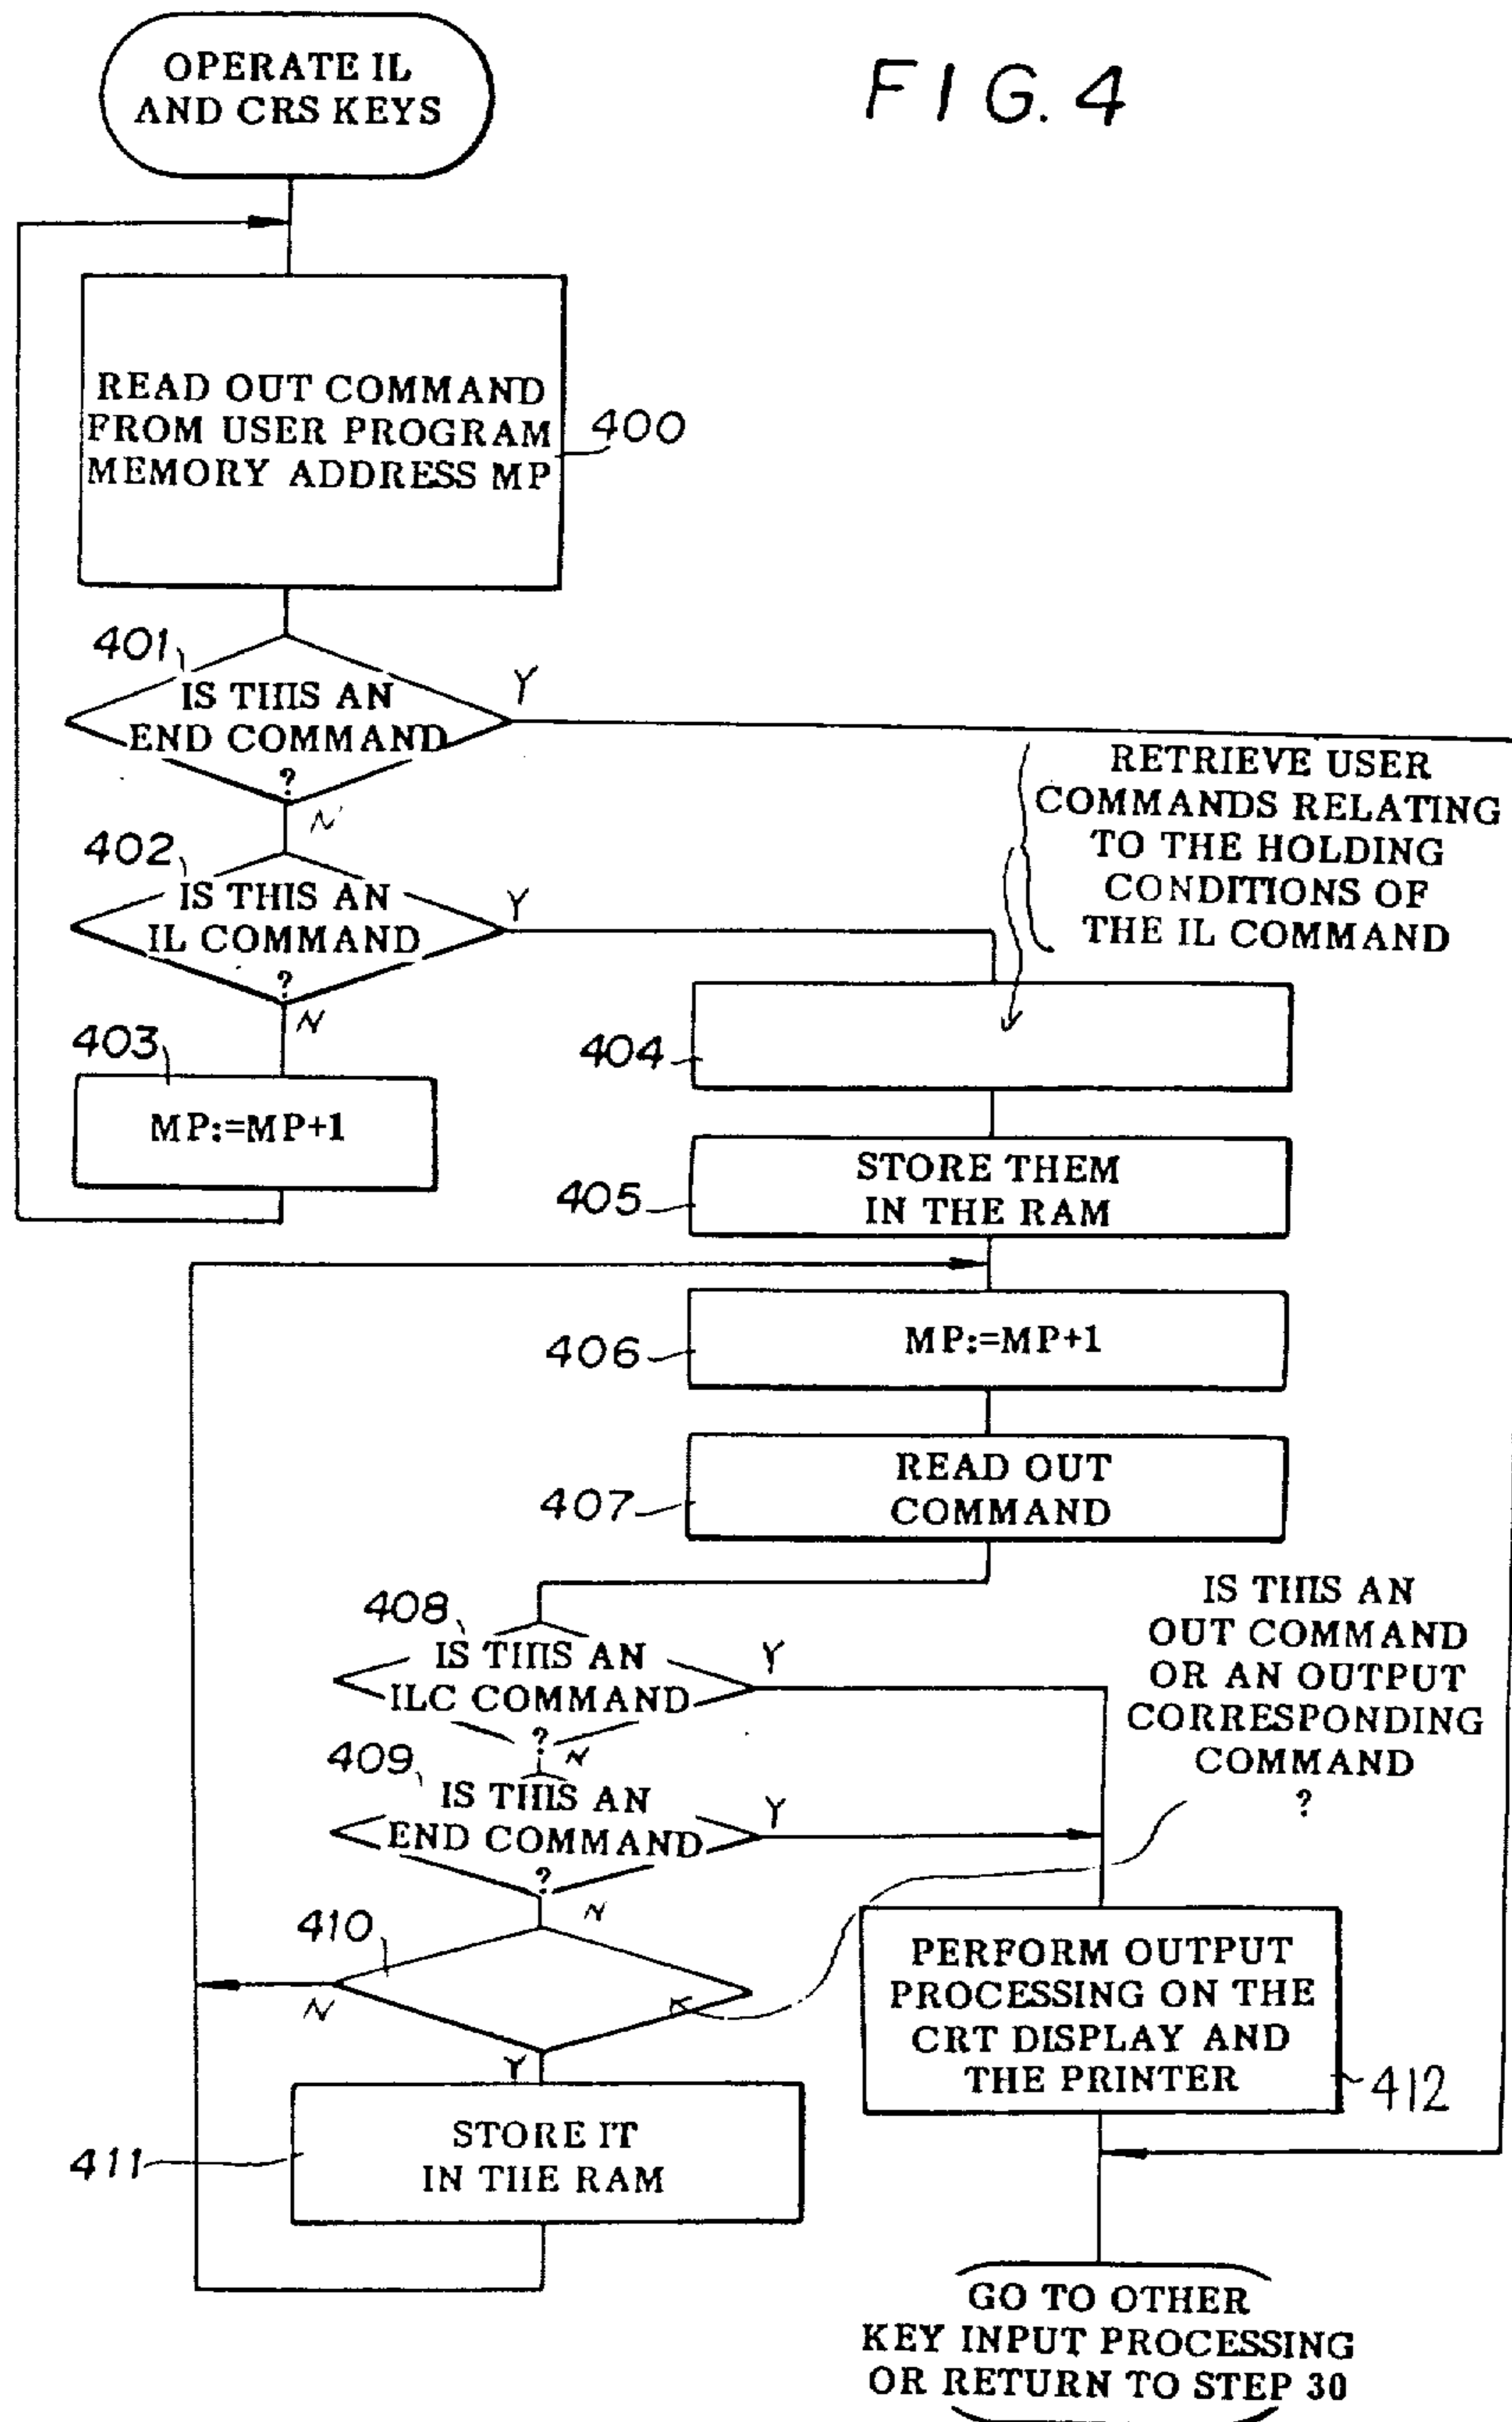 FIG. 4
OPERATE IL
AND CRS KEYS
READ OUT COMMAND
FROM USER PROGRAM
MEMORY ADDRESS MP
400
401
IS THIS AN
END COMMAND
?
Y
N
RETRIEVE USER
COMMANDS RELATING
TO THE HOLDING
CONDITIONS OF
THE IL COMMAND
402
IS THIS AN
IL COMMAND
?
Y
N
403
MP:=MP+1
404
405
STORE THEM
IN THE RAM
406
MP:=MP+1
407
READ OUT
COMMAND
408
IS THIS AN
ILC COMMAND
?
Y
N
IS THIS AN
OUT COMMAND
OR AN OUTPUT
CORRESPONDING
COMMAND
?
409
IS THIS AN
END COMMAND
?
Y
N
410
N
Y
411
STORE IT
IN THE RAM
PERFORM OUTPUT
PROCESSING ON THE
CRT DISPLAY AND
THE PRINTER
412
GO TO OTHER
KEY INPUT PROCESSING
OR RETURN TO STEP 30